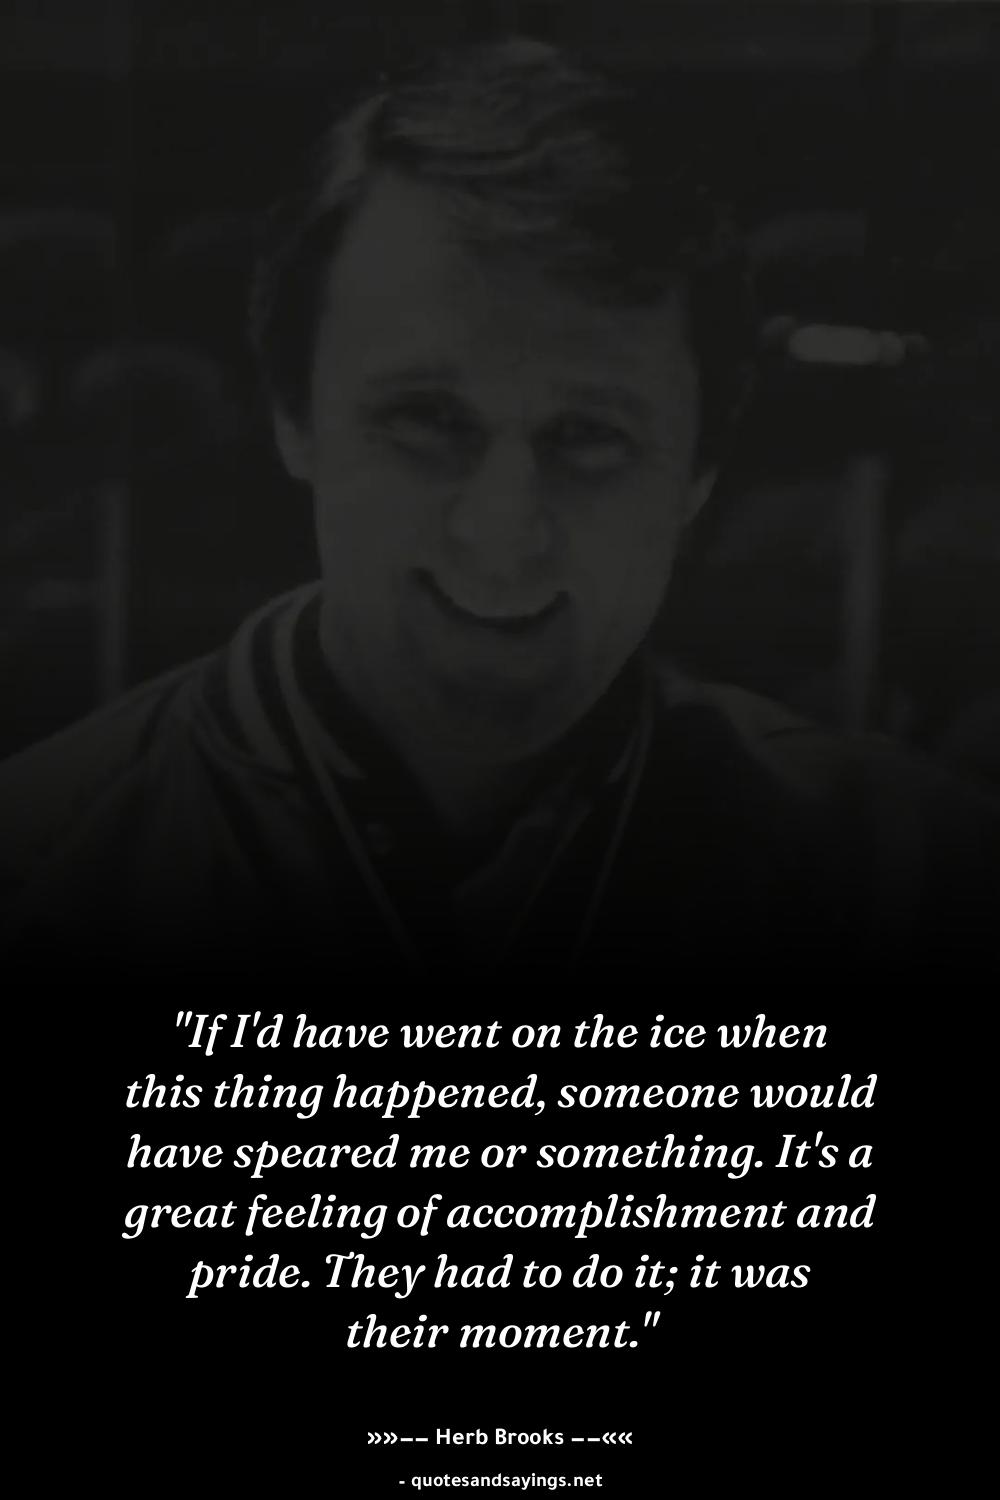 "If I'd have went on the ice when
this thing happened, someone would
have speared me or something. It's a
great feeling of accomplishment and
pride. They had to do it; it was
their moment."
»»−− Herb Brooks −−««
- quotesandsayings.net